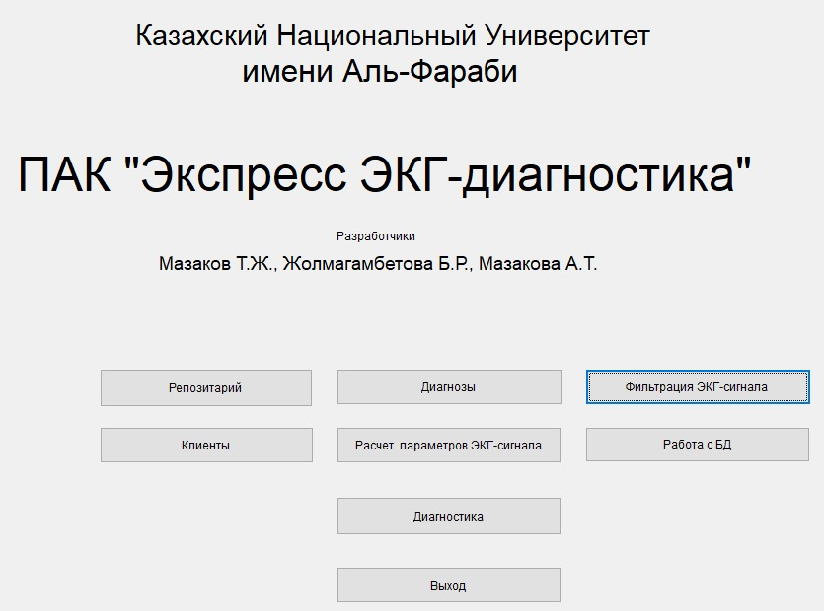 Казахский Национальный Университет
имени Аль-Фараби
ПАК "Экспресс ЭКГ-диагностика"
Разработчики
Мазаков Т.Ж., Жолмагамбетова Б.Р., Мазакова А.Т.
Репозитарий
Диагнозы
Фильтрация ЭКГ-сигнала
Клиенты
Расчет параметров ЭКГ-сигнала
Работа с БД
Диагностика
Выход